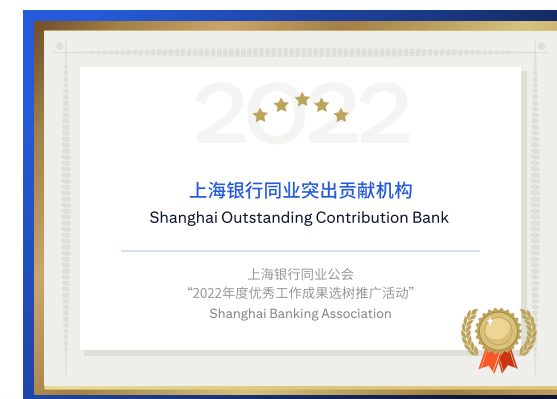 2022
上海银行同业突出贡献机构
Shanghai Outstanding Contribution Bank
上海银行同业公会
“2022年度优秀工作成果选树推广活动”
Shanghai Banking Association